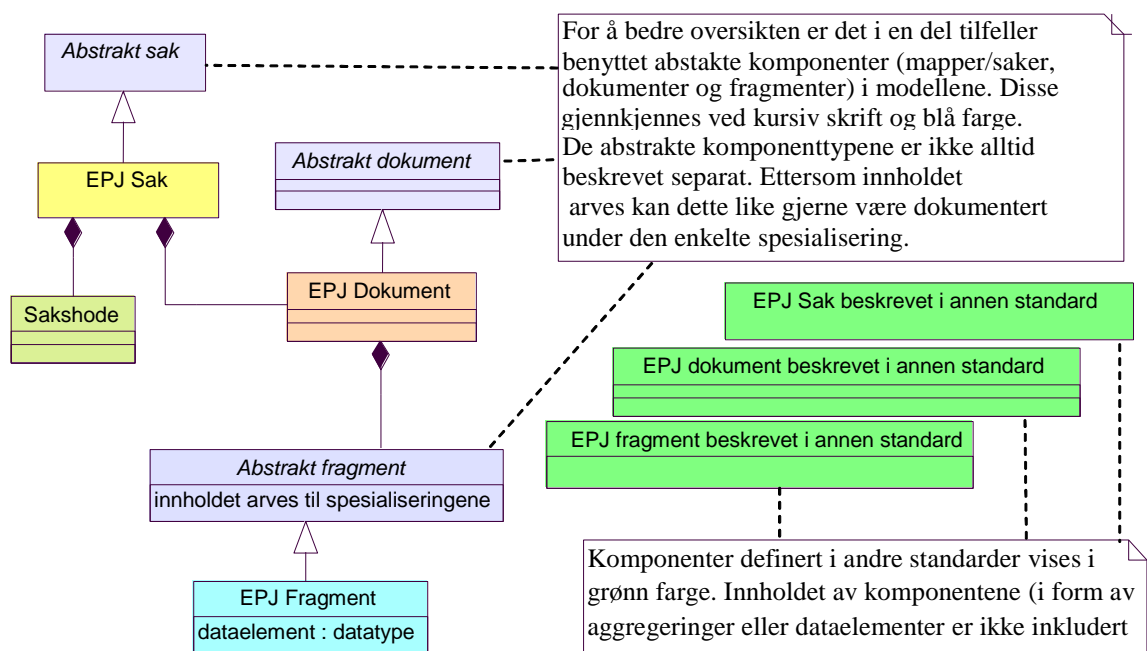 Abstrakt sak
For å bedre oversikten er det i en del tilfeller
benyttet abstakte komponenter (mapper/saker,
dokumenter og fragmenter) i modellene. Disse
gjennkjennes ved kursiv skrift og blå farge.
De abstrakte komponenttypene er ikke alltid
beskrevet separat. Ettersom innholdet
arves kan dette like gjerne være dokumentert
under den enkelte spesialisering.
Abstrakt dokument
EPJ Sak
EPJ Dokument
Sakshode
EPJ Sak beskrevet i annen standard
EPJ dokument beskrevet i annen standard
EPJ fragment beskrevet i annen standard
Abstrakt fragment
innholdet arves til spesialiseringene
EPJ Fragment
dataelement : datatype
Komponenter definert i andre standarder vises i
grønn farge. Innholdet av komponentene (i form av
aggregeringer eller dataelementer er ikke inkludert